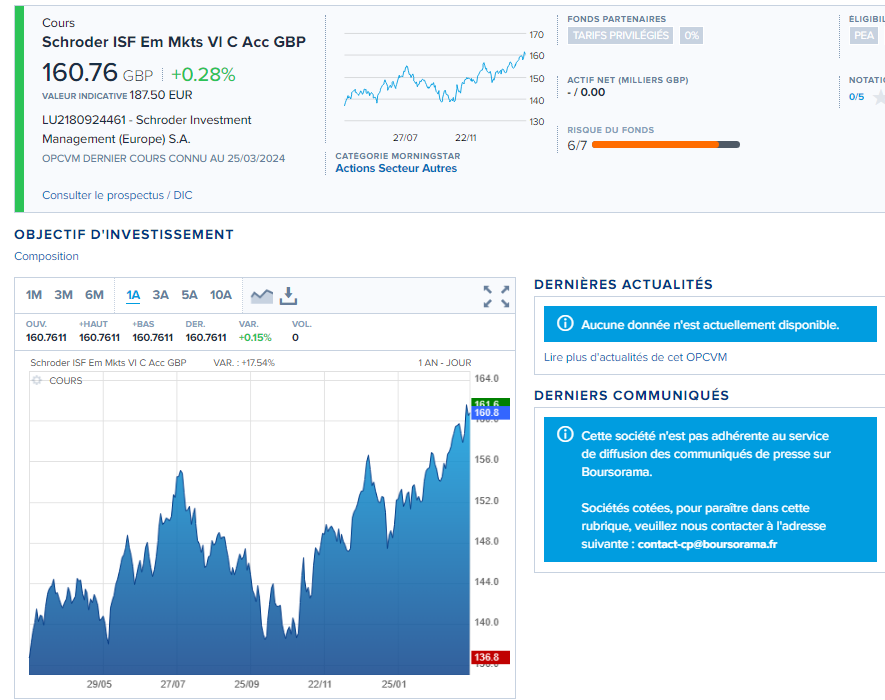 Cours
Schroder ISF Em Mkts Vl C Acc GBP
160.76 GBP +0.28%
VALEUR INDICATIVE 187.50 EUR
LU2180924461 - Schroder Investment
Management (Europe) S.A.
OPCVM DERNIER COURS CONNU AU 25/03/2024
Consulter le prospectus / DIC
170
160
150
140
130
27/07 22/11
CATÉGORIE MORNINGSTAR
Actions Secteur Autres
FONDS PARTENAIRES
TARIFS PRIVILÉGIÉS 0%
ACTIF NET (MILLIERS GBP)
- / 0.00
RISQUE DU FONDS
6/7
PEA
0/5
OBJECTIF D'INVESTISSEMENT
Composition
1M 3M 6M 1A 3A 5A 10A
OUV. +HAUT +BAS DER. VAR. VOL.
160.7611 160.7611 160.7611 160.7611 +0.15% 0
Schroder ISF Em Mkts Vl C Acc GBP VAR. : +17.54% 1 AN - JOUR
COURS
164.0
161.6
160.8
156.0
152.0
148.0
144.0
140.0
136.8
29/05 27/07 25/09 22/11 25/01
DERNIÈRES ACTUALITÉS
Aucune donnée n'est actuellement disponible.
Lire plus d'actualités de cet OPCVM
DERNIERS COMMUNIQUÉS
Cette société n'est pas adhérente au service
de diffusion des communiqués de presse sur
Boursorama.
Sociétés cotées, pour paraître dans cette
rubrique, veuillez nous contacter à l'adresse
suivante : contact-cp@boursorama.fr